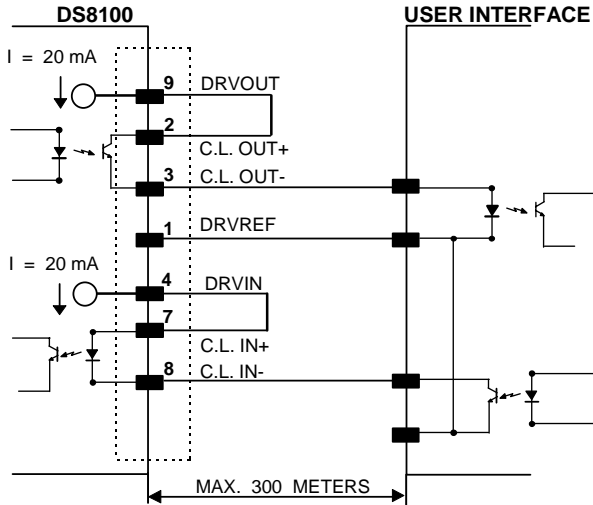 DS8100
USER INTERFACE
I = 20 mA
9 DRVOUT
2
C.L. OUT+
3 C.L. OUT-
1 DRVREF
I = 20 mA
4 DRVIN
7
C.L. IN+
8 C.L. IN-
MAX. 300 METERS